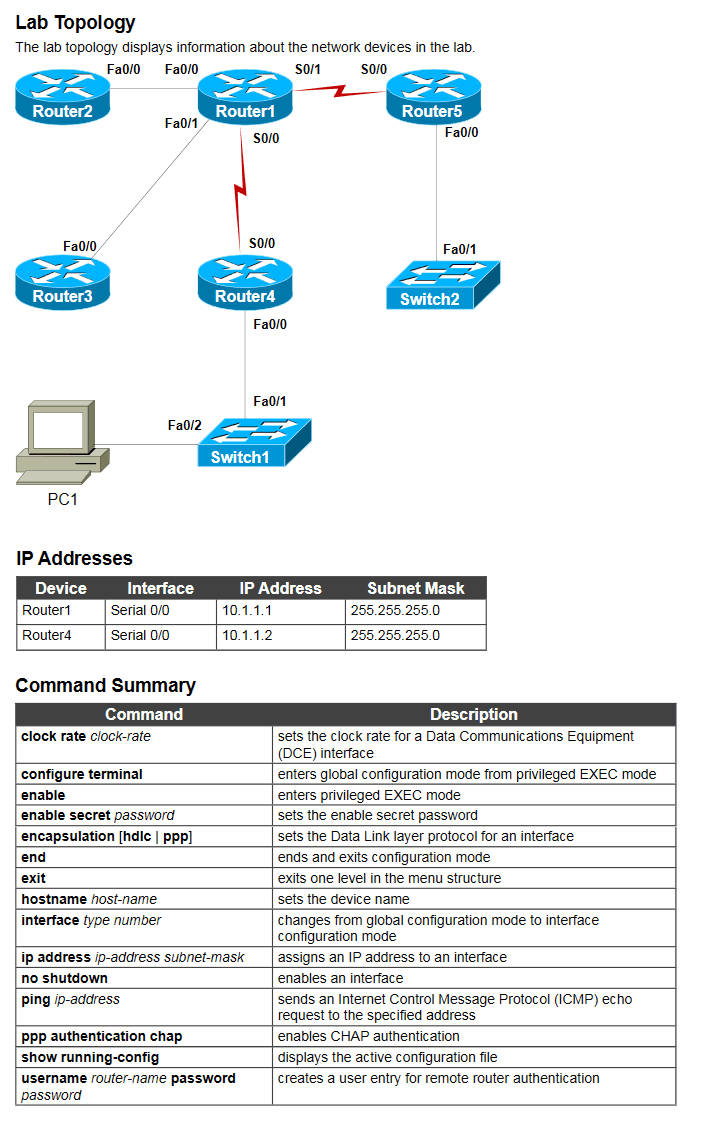 Lab Topology
The lab topology displays information about the network devices in the lab.
Fa0/0 Fa0/0 S0/1 S0/0
Router2 Router1 Router5
Fa0/1 S0/0 Fa0/0
Fa0/0 S0/0 Fa0/1
Router3 Router4 Switch2
Fa0/0
Fa0/1
Fa0/2
Switch1
PC1
IP Addresses
Device Interface IP Address Subnet Mask
Router1 Serial 0/0 10.1.1.1 255.255.255.0
Router4 Serial 0/0 10.1.1.2 255.255.255.0
Command Summary
Command Description
clock rate clock-rate sets the clock rate for a Data Communications Equipment
(DCE) interface
configure terminal enters global configuration mode from privileged EXEC mode
enable enters privileged EXEC mode
enable secret password sets the enable secret password
encapsulation [hdlc | ppp] sets the Data Link layer protocol for an interface
end ends and exits configuration mode
exit exits one level in the menu structure
hostname host-name sets the device name
interface type number changes from global configuration mode to interface
configuration mode
ip address ip-address subnet-mask assigns an IP address to an interface
no shutdown enables an interface
ping ip-address sends an Internet Control Message Protocol (ICMP) echo
request to the specified address
ppp authentication chap enables CHAP authentication
show running-config displays the active configuration file
username router-name password creates a user entry for remote router authentication
password